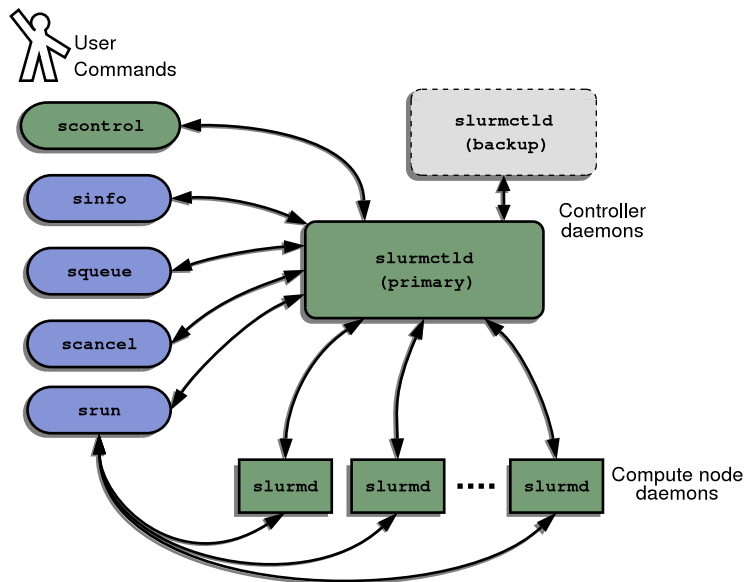 User
Commands
scontrol
slurmctld
(backup)
sinfo
Controller
daemons
slurmctld
(primary)
squeue
scancel
srun
slurmd
slurmd
slurmd
Compute node
daemons